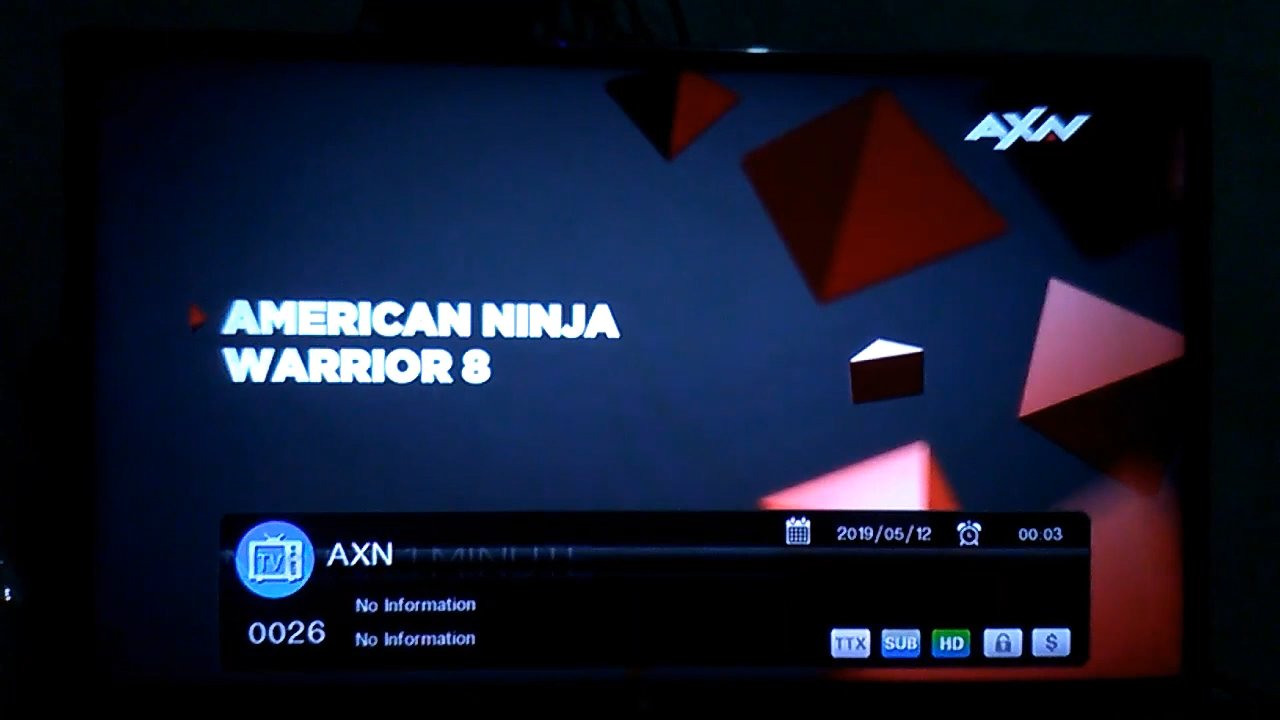 AXN
AMERICAN NINJA
WARRIOR 8
2019/05/12 00:03
TV AXN
No Information
0026 No Information
TTX SUB HD $